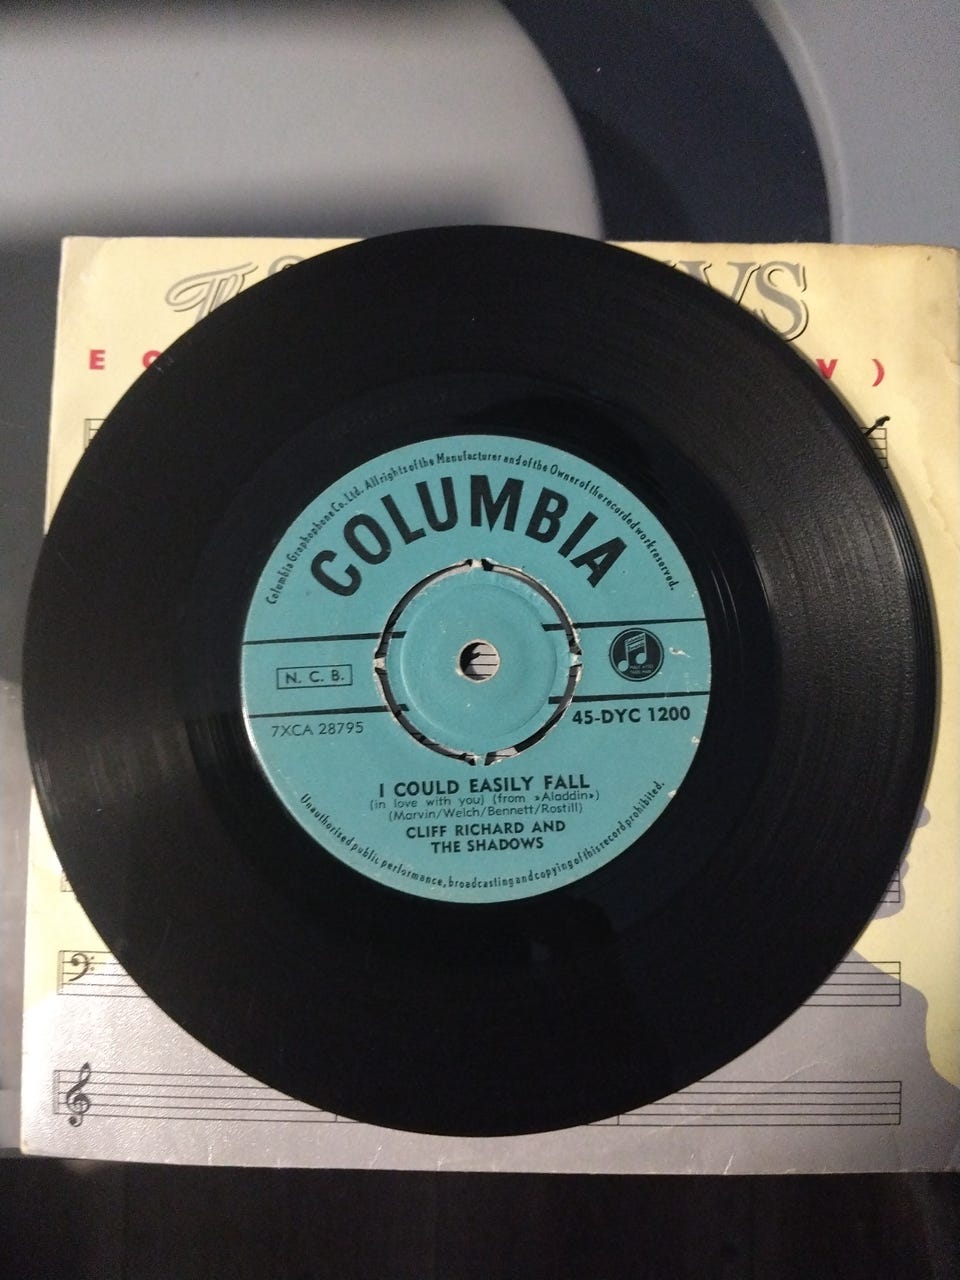 E
V )
Columbia Graphophone Co. Ltd. All rights of the Manufacturer and of the Owner of the recorded work reserved.
COLUMBIA
N. C. B.
7XCA 28795
45-DYC 1200
I COULD EASILY FALL
(in love with you) (from »Aladdin»)
(Marvin/Welch/Bennett/Rostill)
CLIFF RICHARD AND
THE SHADOWS
Unauthorised public performance, broadcasting and copying of this record prohibited.